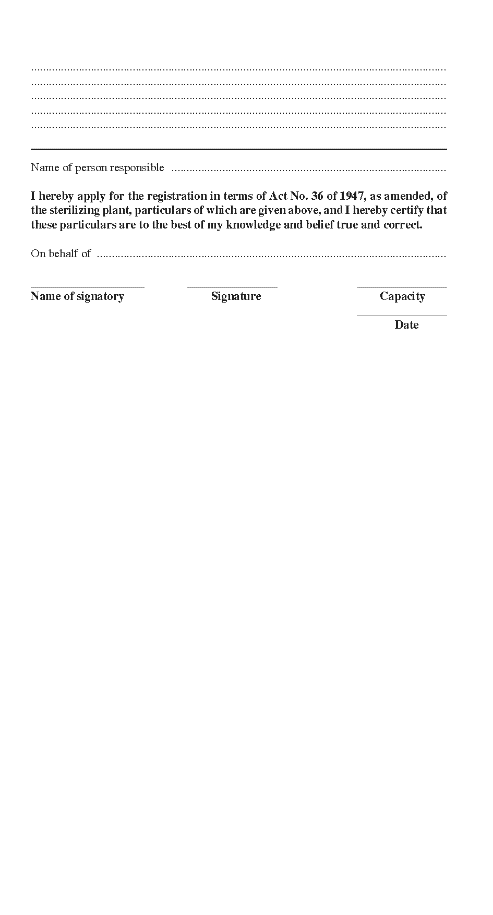 Name of person responsible ....................................................................................
I hereby apply for the registration in terms of Act No. 36 of 1947, as amended, of
the sterilizing plant, particulars of which are given above, and I hereby certify that
these particulars are to the best of my knowledge and belief true and correct.
On behalf of ....................................................................................
Name of signatory Signature Capacity
Date